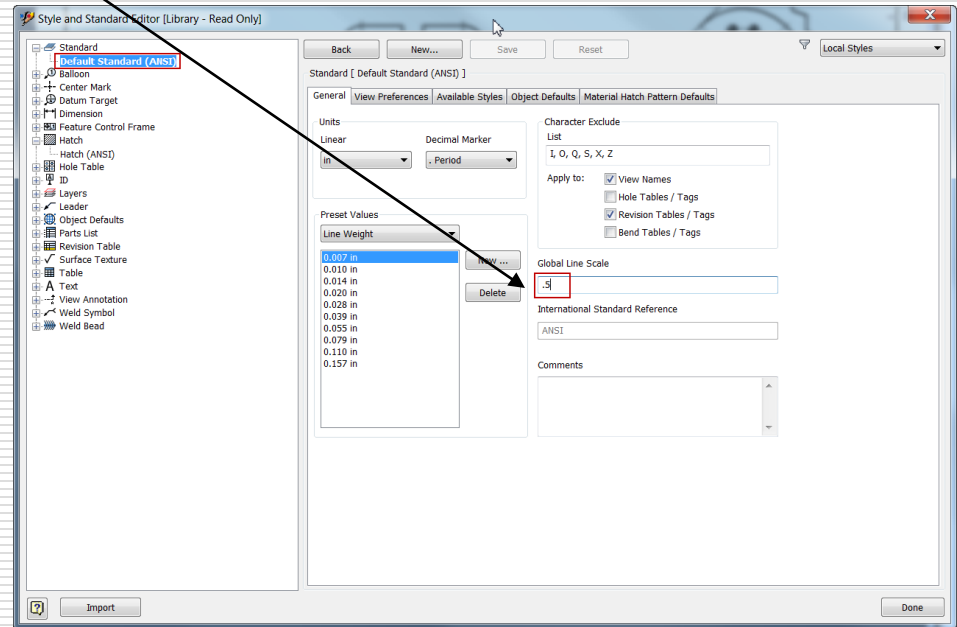 Style and Standard Editor [Library - Read Only]
X
Standard
Default Standard (ANSI)
Balloon
Center Mark
Datum Target
Dimension
Feature Control Frame
Hatch
Hatch (ANSI)
Hole Table
ID
Layers
Leader
Object Defaults
Parts List
Revision Table
Surface Texture
Table
Text
View Annotation
Weld Symbol
Weld Bead
Back New... Save Reset Local Styles
Standard [ Default Standard (ANSI) ]
General View Preferences Available Styles Object Defaults Material Hatch Pattern Defaults
Units
Linear Decimal Marker
in . Period
Preset Values
Line Weight
0.007 in
0.010 in
0.014 in
0.020 in
0.028 in
0.039 in
0.055 in
0.079 in
0.110 in
0.157 in
New ...
Delete
Character Exclude
List
I, O, Q, S, X, Z
Apply to: View Names
Hole Tables / Tags
Revision Tables / Tags
Bend Tables / Tags
Global Line Scale
.5
International Standard Reference
ANSI
Comments
? Import Done